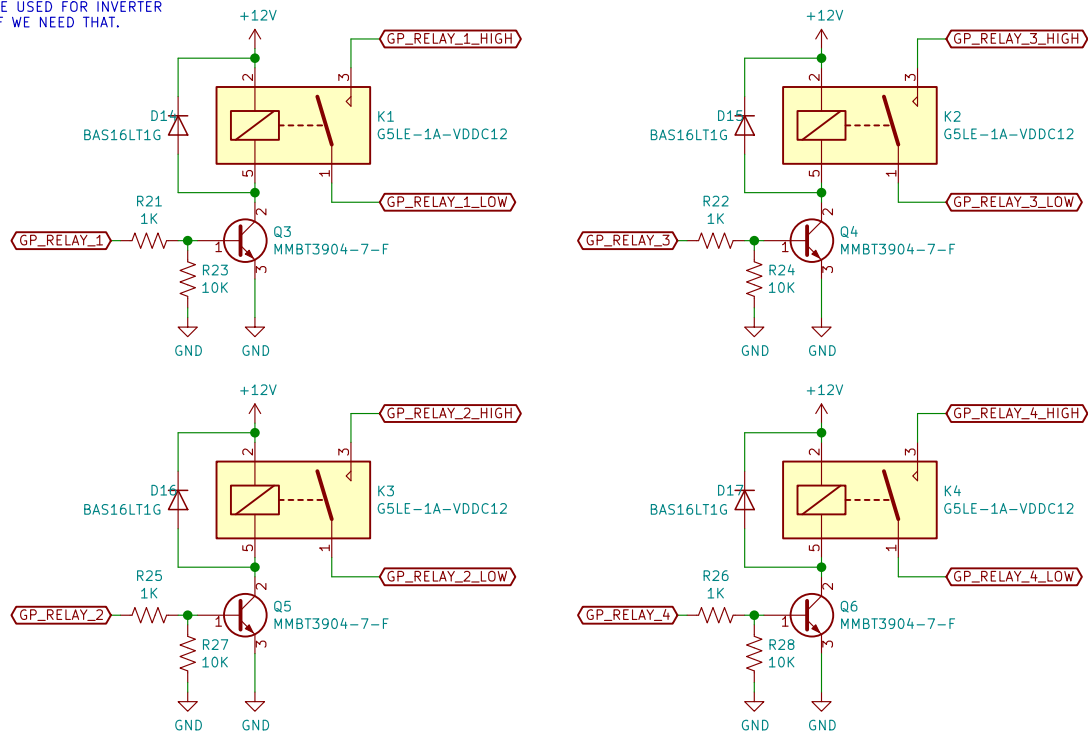 E USED FOR INVERTER
F WE NEED THAT.
+12V
GP_RELAY_1_HIGH
2
3
D14
BAS16LT1G
K1
G5LE-1A-VDDC12
5
1
GP_RELAY_1_LOW
R21
1K
2
GP_RELAY_1
1
Q3
MMBT3904-7-F
R23
10K
3
GND
GND
+12V
GP_RELAY_3_HIGH
2
3
D15
BAS16LT1G
K2
G5LE-1A-VDDC12
5
1
GP_RELAY_3_LOW
R22
1K
2
GP_RELAY_3
1
Q4
MMBT3904-7-F
R24
10K
3
GND
GND
+12V
GP_RELAY_2_HIGH
2
3
D16
BAS16LT1G
K3
G5LE-1A-VDDC12
5
1
GP_RELAY_2_LOW
R25
1K
2
GP_RELAY_2
1
Q5
MMBT3904-7-F
R27
10K
3
GND
GND
+12V
GP_RELAY_4_HIGH
2
3
D17
BAS16LT1G
K4
G5LE-1A-VDDC12
5
1
GP_RELAY_4_LOW
R26
1K
2
GP_RELAY_4
1
Q6
MMBT3904-7-F
R28
10K
3
GND
GND